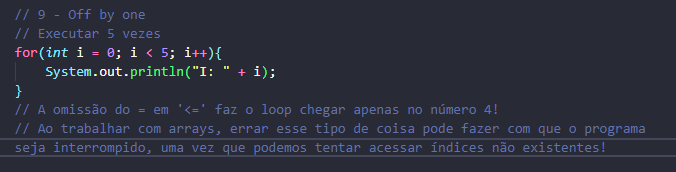 // 9 - Off by one
// Executar 5 vezes
for(int i = 0; i < 5; i++){
System.out.println("I: " + i);
}
// A omissão do = em '<=' faz o loop chegar apenas no número 4!
// Ao trabalhar com arrays, errar esse tipo de coisa pode fazer com que o programa
seja interrompido, uma vez que podemos tentar acessar índices não existentes!